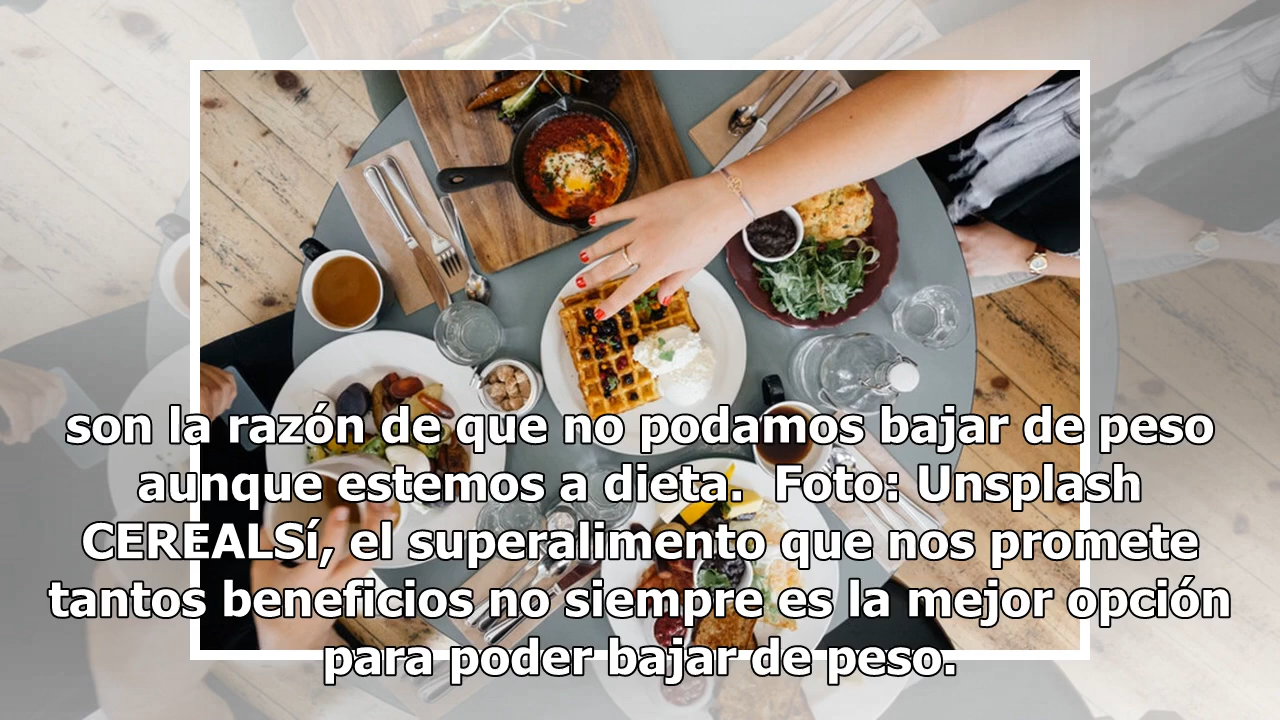 son la razón de que no podamos bajar de peso
aunque estemos a dieta.  Foto: Unsplash
CEREALSí, el superalimento que nos promete
tantos beneficios no siempre es la mejor opción
para poder bajar de peso.